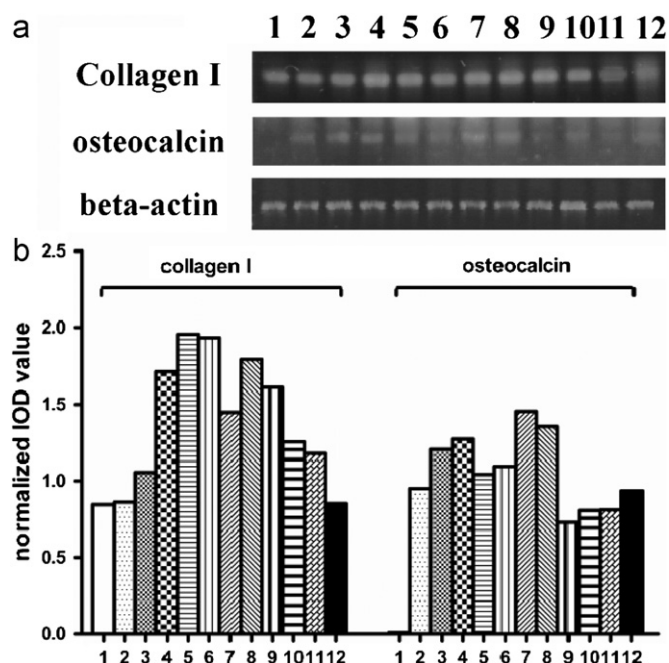 a
1 2 3 4 5 6 7 8 9 10 11 12
Collagen I
osteocalcin
beta-actin
b
collagen I
osteocalcin
normalized IOD value
2.5
2.0
1.5
1.0
0.5
0.0
1 2 3 4 5 6 7 8 9 10 11 12
1 2 3 4 5 6 7 8 9 10 11 12